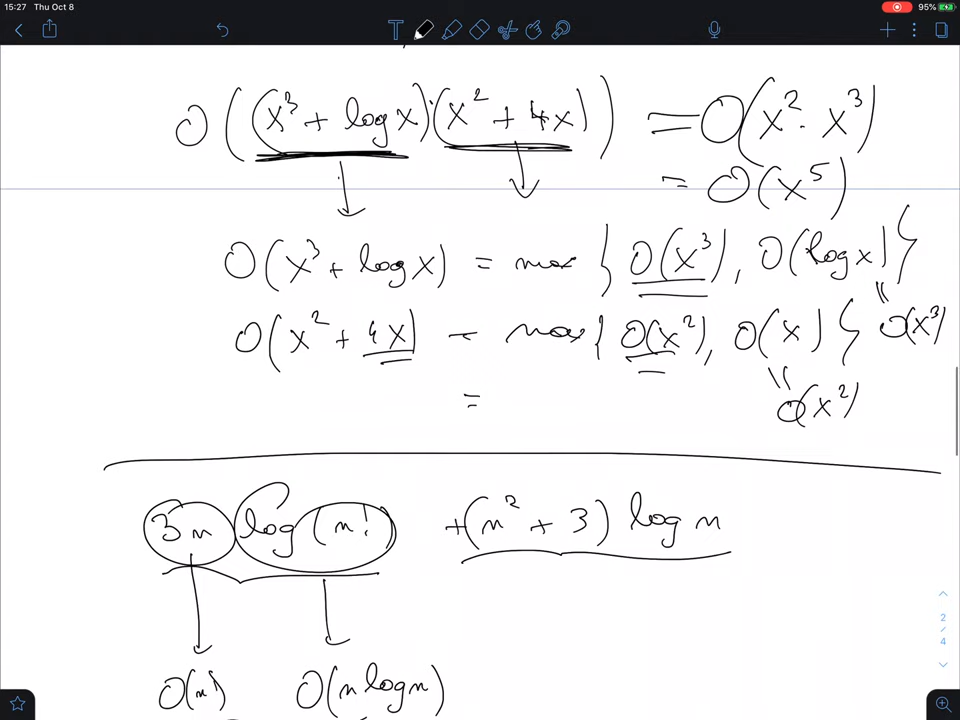 15:27 Thu Oct 8 95%
O((x³ + log x)(x² + 4x)) = O(x² · x³)
= O(x⁵)
O(x³ + log x) = max { O(x³), O(log x) }
= O(x³)
O(x² + 4x) = max { O(x²), O(x) }
= = O(x²)
3n log (n!) + (n² + 3) log n
O(n) O(n log n)
2
/
4